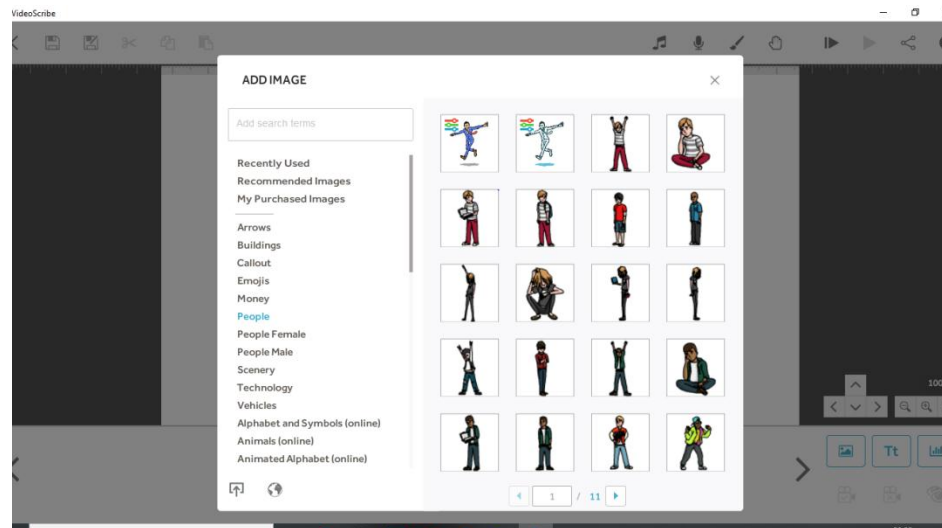 VideoScribe
ADD IMAGE
Add search terms
Recently Used
Recommended Images
My Purchased Images
Arrows
Buildings
Callout
Emojis
Money
People
People Female
People Male
Scenery
Technology
Vehicles
Alphabet and Symbols (online)
Animals (online)
Animated Alphabet (online)
1 / 11
100
Tt